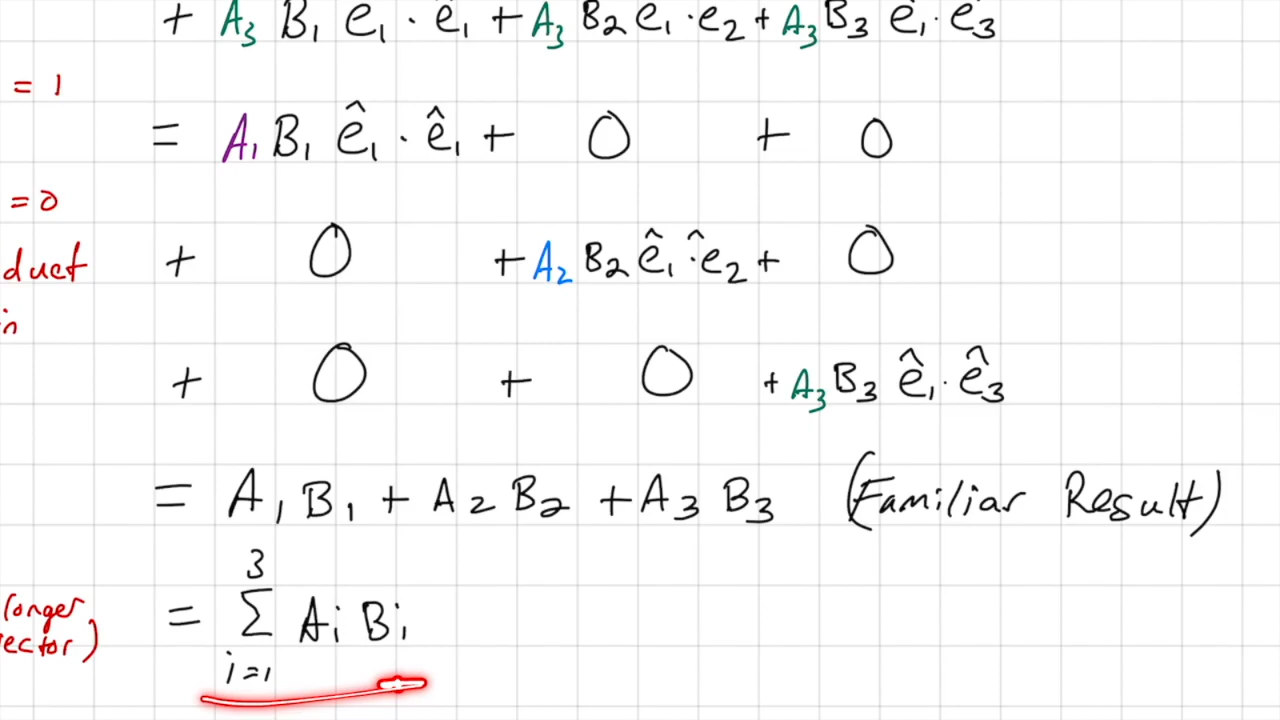 + A₃ B₁ e₁ · e₁ + A₃ B₂ e₁ · e₂ + A₃ B₃ e₁ · e₃
= 1
= A₁ B₁ ê₁ · ê₁ + 0 + 0
= 0
duct + 0 + A₂ B₂ ê₁ · ê₂ + 0
in
+ 0 + 0 + A₃ B₃ ê₁ · ê₃
= A₁ B₁ + A₂ B₂ + A₃ B₃ (Familiar Result)
3
longer = Σ Ai Bi
ector)
i=1